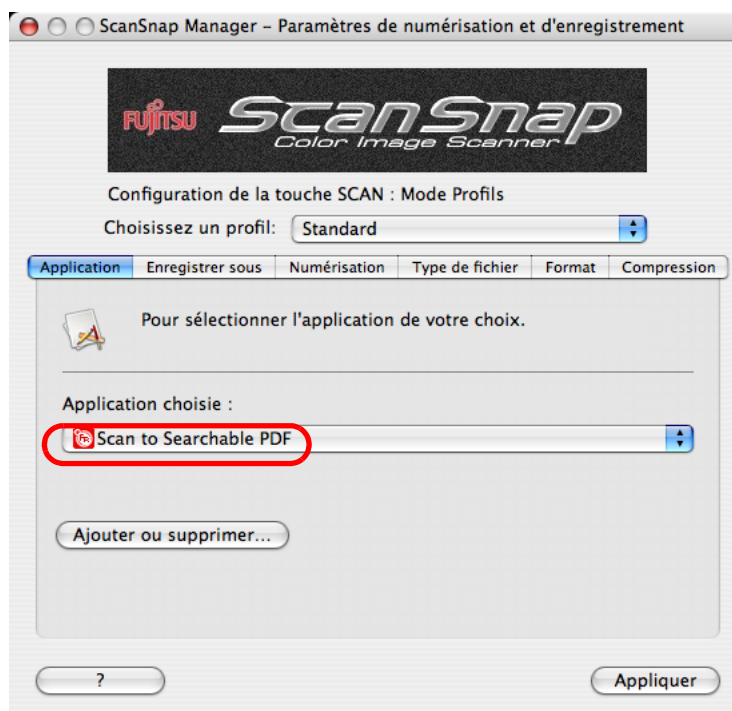 ScanSnap Manager – Paramètres de numérisation et d'enregistrement
FUJITSU ScanSnap
Color Image Scanner
Configuration de la touche SCAN : Mode Profils
Choisissez un profil: Standard
Application Enregistrer sous Numérisation Type de fichier Format Compression
Pour sélectionner l'application de votre choix.
Application choisie :
Scan to Searchable PDF
Ajouter ou supprimer...
? Appliquer